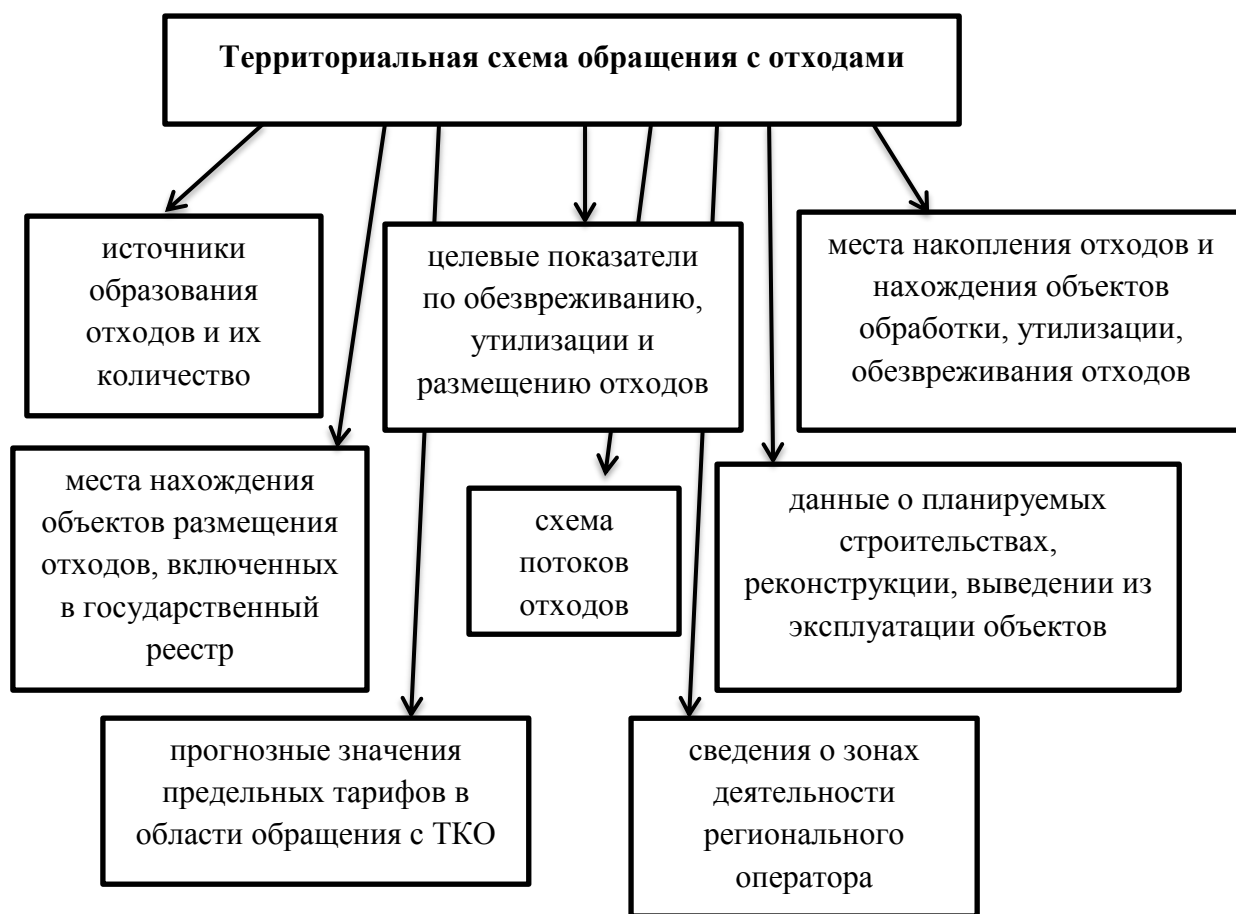 Территориальная схема обращения с отходами
источники
образования
отходов и их
количество
целевые показатели
по обезвреживанию,
утилизации и
размещению отходов
места накопления отходов и
нахождения объектов
обработки, утилизации,
обезвреживания отходов
места нахождения
объектов размещения
отходов, включенных
в государственный
реестр
схема
потоков
отходов
данные о планируемых
строительствах,
реконструкции, выведении из
эксплуатации объектов
прогнозные значения
предельных тарифов в
области обращения с ТКО
сведения о зонах
деятельности
регионального
оператора